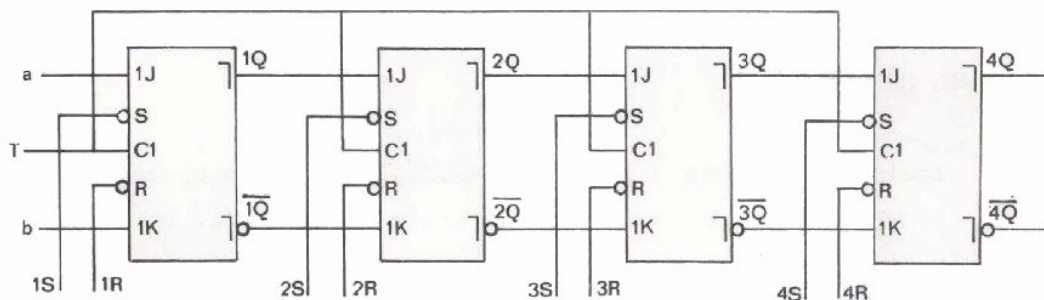 1Q 2Q 3Q 4Q
a 1J 1J 1J 1J
S S S S
T C1 C1 C1 C1
R R R R
1Q 2Q 3Q 4Q
b 1K 1K 1K 1K
1S 1R 2S 2R 3S 3R 4S 4R